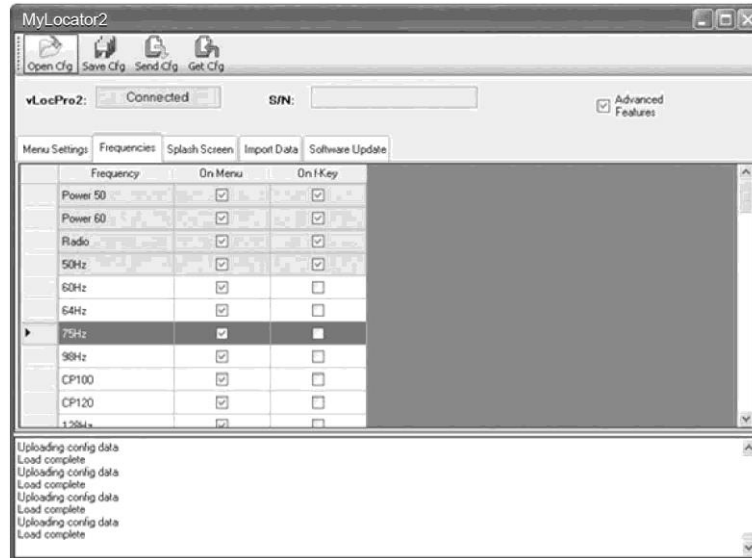 MyLocator2
Open Cfg Save Cfg Send Cfg Get Cfg
vLocPro2: Connected S/N: Advanced Features
Menu Settings Frequencies Splash Screen Import Data Software Update
Frequency On Menu On f-Key
Power 50
Power 60
Radio
50Hz
60Hz
64Hz
75Hz
98Hz
CP100
CP120
128Hz
Uploading config data
Load complete
Uploading config data
Load complete
Uploading config data
Load complete
Uploading config data
Load complete